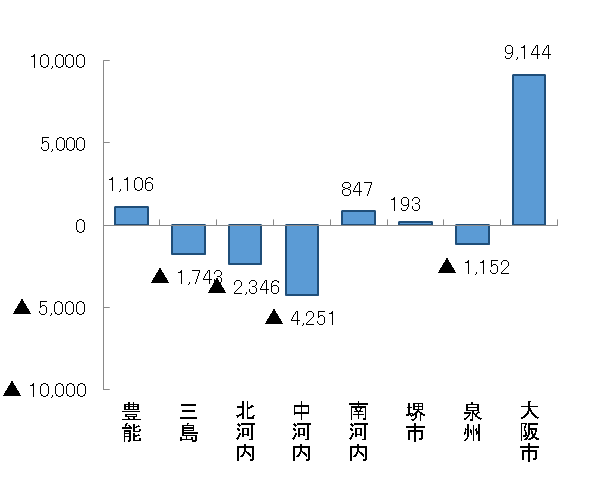 10,000
5,000
0
▲ 5,000
▲ 10,000
1,106
▲ 1,743
▲ 2,346
▲ 4,251
847
193
▲ 1,152
9,144
豊能
三島
北河内
中河内
南河内
堺市
泉州
大阪市